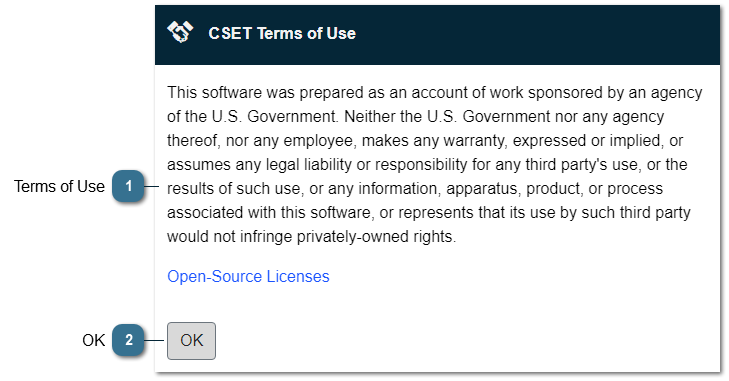 CSET Terms of Use
This software was prepared as an account of work sponsored by an agency
of the U.S. Government. Neither the U.S. Government nor any agency
thereof, nor any employee, makes any warranty, expressed or implied, or
assumes any legal liability or responsibility for any third party's use, or the
Terms of Use 1
results of such use, or any information, apparatus, product, or process
associated with this software, or represents that its use by such third party
would not infringe privately-owned rights.
Open-Source Licenses
OK 2 OK